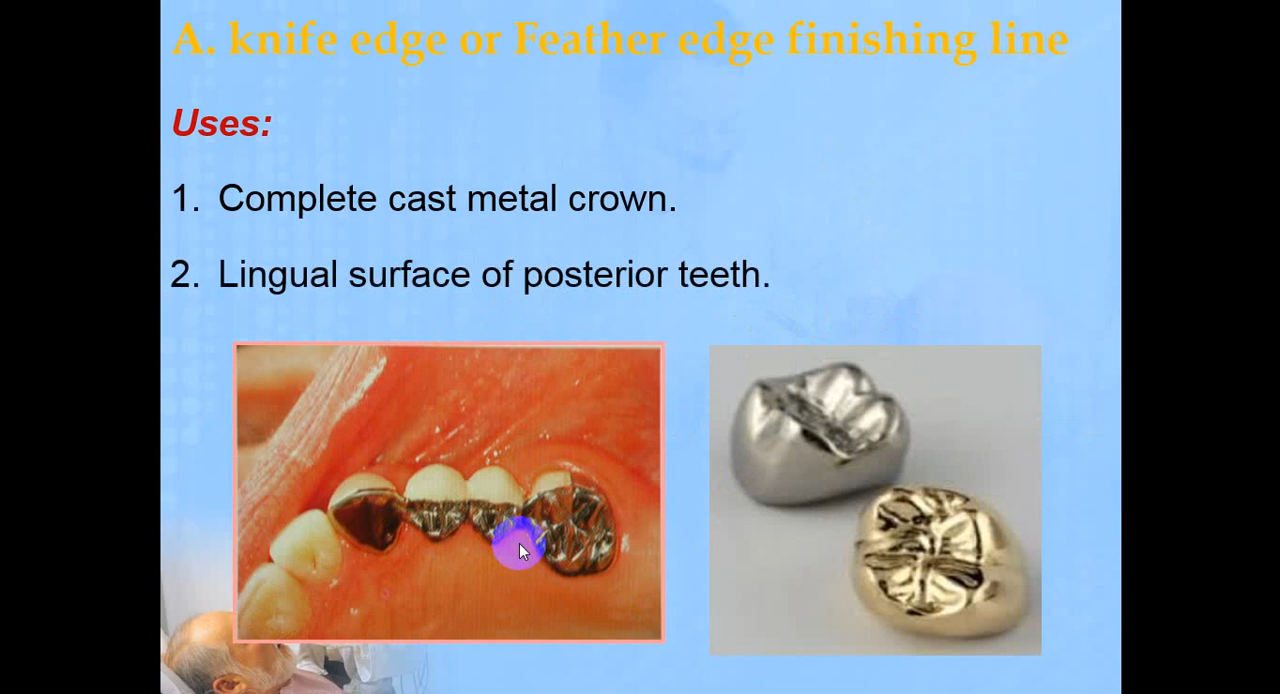 A. knife edge or Feather edge finishing line
Uses:
1. Complete cast metal crown.
2. Lingual surface of posterior teeth.